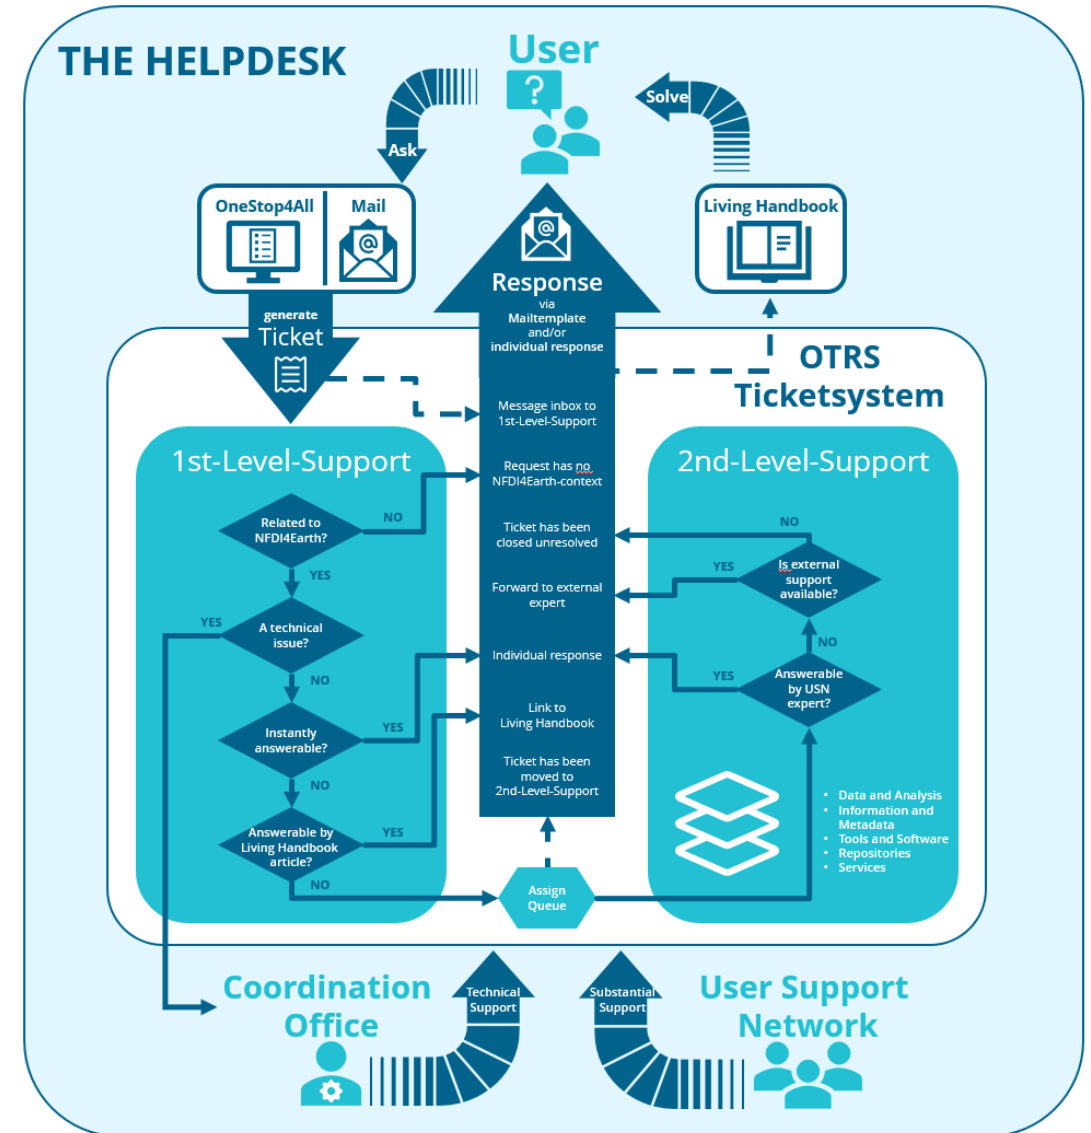 THE HELPDESK
User
?
Ask
Solve
OneStop4All
Mail
@
Living Handbook
generate
Ticket
@
Response
via
Mailtemplate
and/or
individual response
OTRS
Ticketsystem
1st-Level-Support
Related to
NFDI4Earth?
NO
YES
A technical
issue?
YES
NO
Instantly
answerable?
YES
NO
Answerable by
Living Handbook
article?
YES
NO
Message inbox to
1st-Level-Support
Request has no
NFDI4Earth-context
Ticket has been
closed unresolved
Forward to external
expert
Individual response
Link to
Living Handbook
Ticket has been
moved to
2nd-Level-Support
Assign
Queue
2nd-Level-Support
NO
Is external
support
available?
YES
NO
Answerable
by USN
expert?
YES
• Data and Analysis
• Information and
Metadata
• Tools and Software
• Repositories
• Services
Coordination
Office
Technical
Support
Substantial
Support
User Support
Network